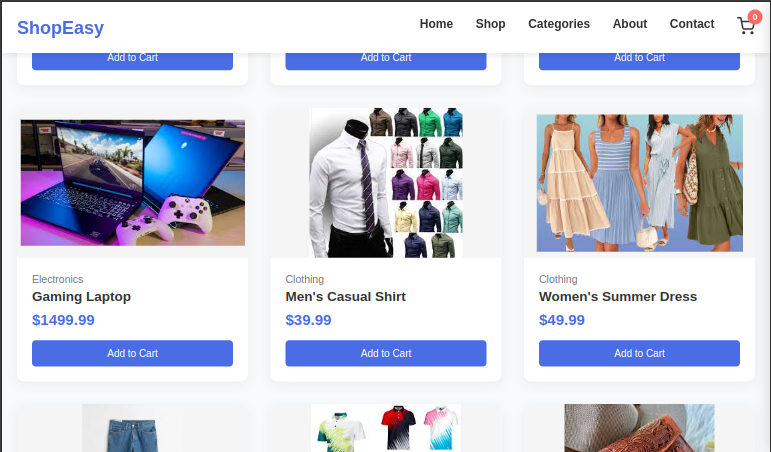 ShopEasy
Home Shop Categories About Contact 0
Add to Cart Add to Cart Add to Cart
Electronics
Gaming Laptop
$1499.99
Add to Cart
Clothing
Men's Casual Shirt
$39.99
Add to Cart
Clothing
Women's Summer Dress
$49.99
Add to Cart